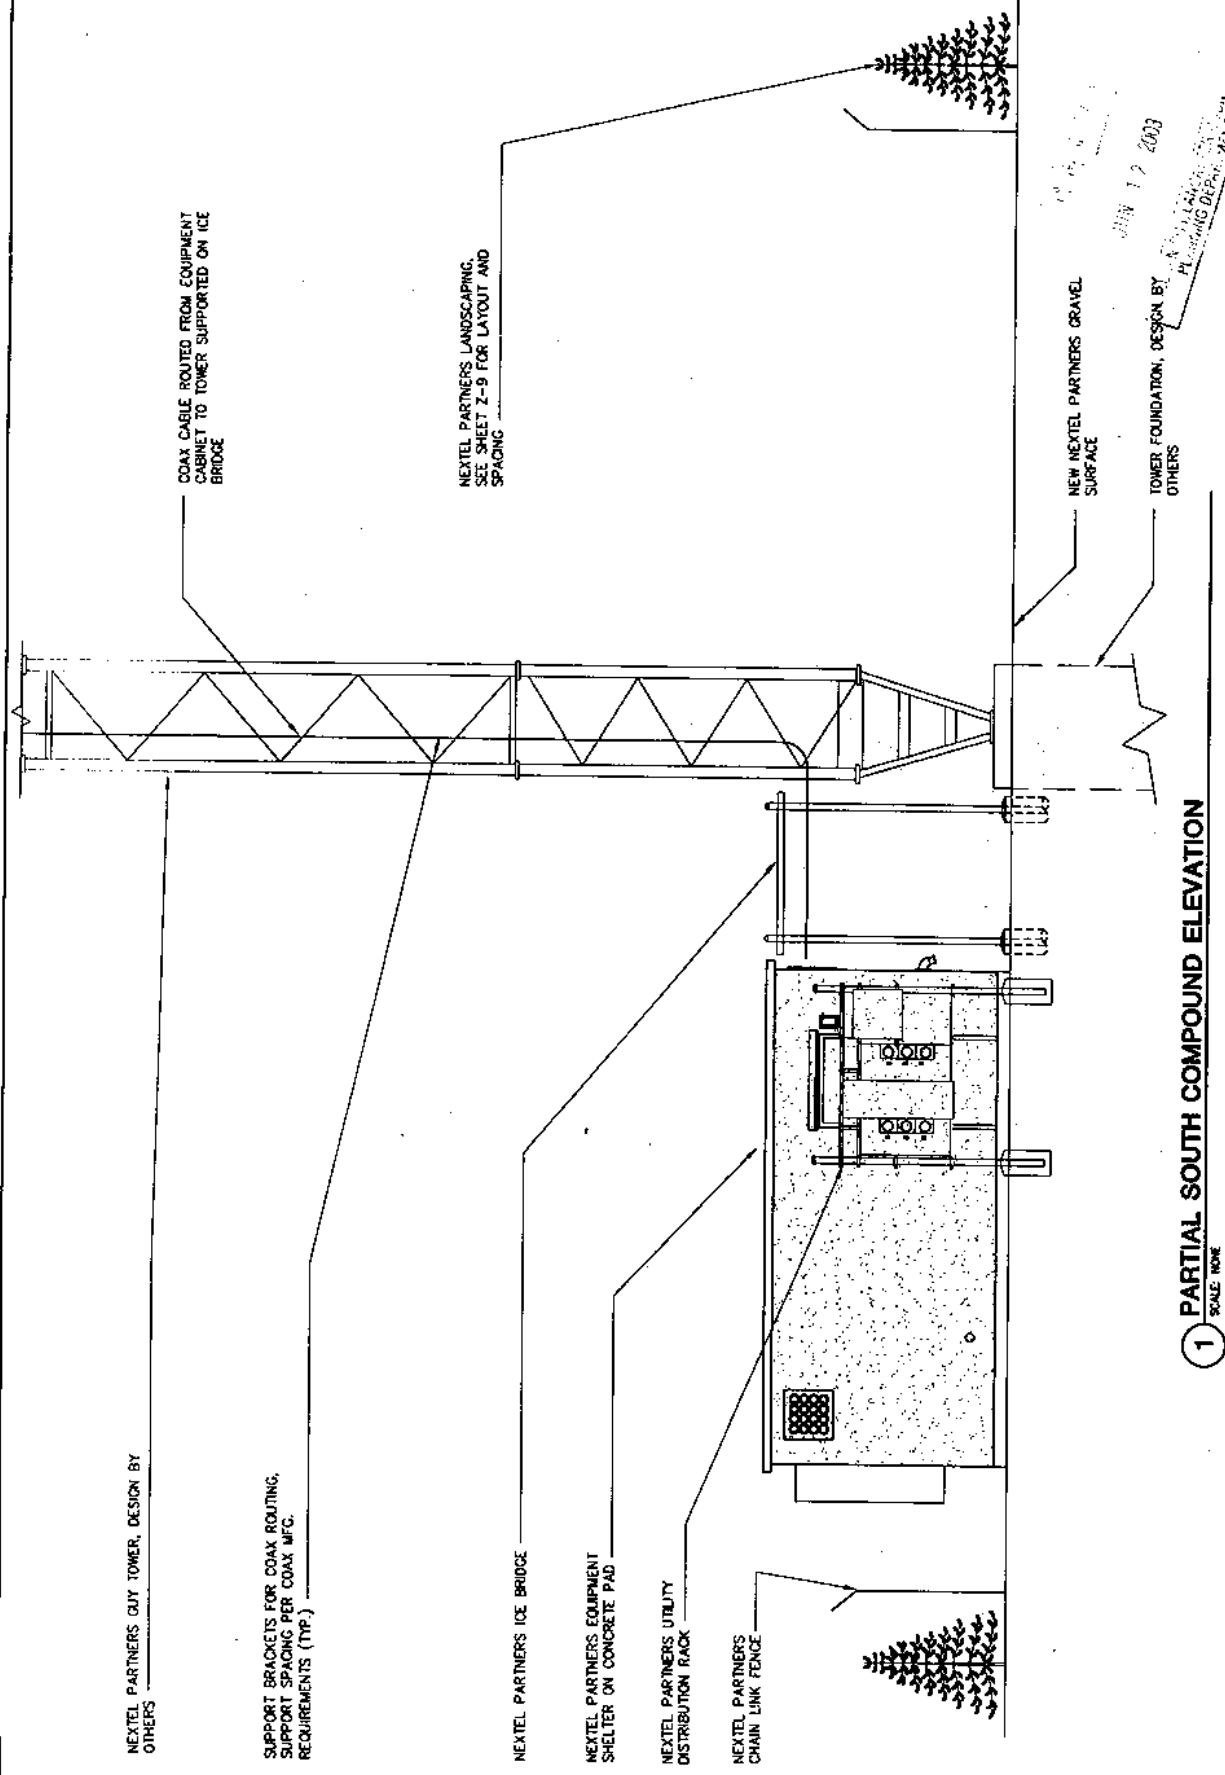 NEXTEL PARTNERS GUY TOWER, DESIGN BY
OTHERS
SUPPORT BRACKETS FOR COAX ROUTING,
SUPPORT SPACING PER COAX MFG.
REQUIREMENTS (TYP.)
NEXTEL PARTNERS ICE BRIDGE
NEXTEL PARTNERS EQUIPMENT
SHELTER ON CONCRETE PAD
NEXTEL PARTNERS UTILITY
DISTRIBUTION RACK
NEXTEL PARTNERS
CHAIN LINK FENCE
COAX CABLE ROUTED FROM EQUIPMENT
CABINET TO TOWER SUPPORTED ON ICE
BRIDGE
NEXTEL PARTNERS LANDSCAPING,
SEE SHEET Z-9 FOR LAYOUT AND
SPACING
NEW NEXTEL PARTNERS GRAVEL
SURFACE
TOWER FOUNDATION, DESIGN BY
OTHERS
JUN 12 2003
1 PARTIAL SOUTH COMPOUND ELEVATION
SCALE: NONE